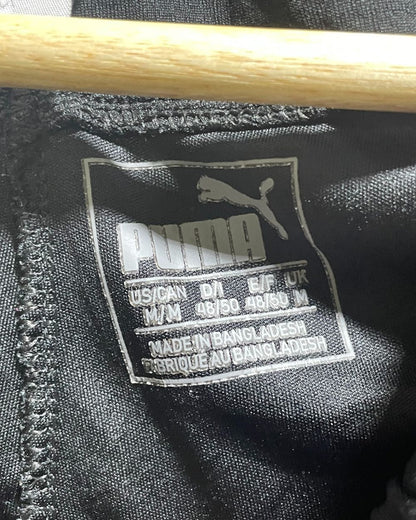 PUMA
US/CAN D/I E/F UK
M/M 48/50 48/50 M
MADE IN BANGLADESH
FABRIQUE AU BANGLADESH